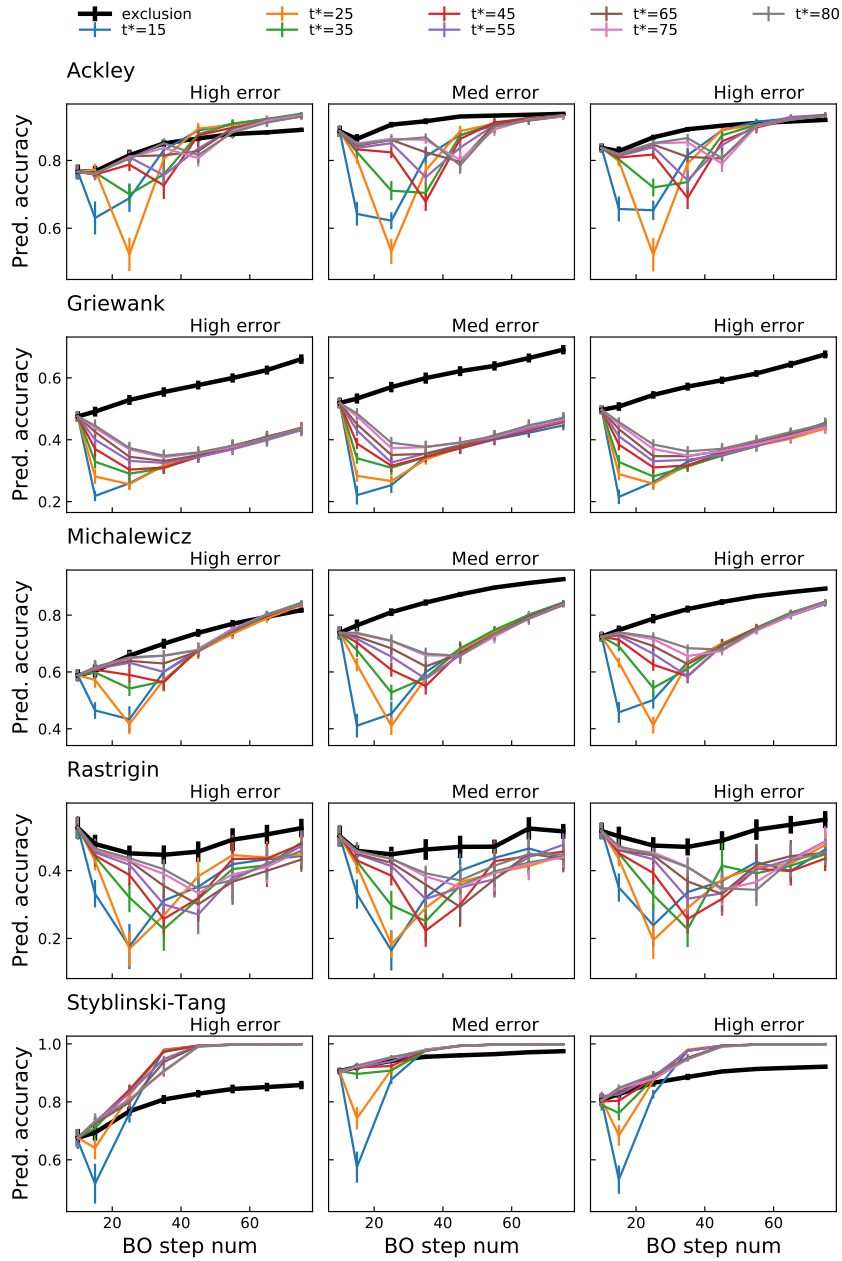 exclusion t*=25 t*=45 t*=65 t*=80
t*=15 t*=35 t*=55 t*=75
Ackley
High error Med error High error
Pred. accuracy
0.8
0.6
Griewank
High error Med error High error
Pred. accuracy
0.6
0.4
0.2
Michalewicz
High error Med error High error
Pred. accuracy
0.8
0.6
0.4
Rastrigin
High error Med error High error
Pred. accuracy
0.4
0.2
Styblinski-Tang
High error Med error High error
Pred. accuracy
1.0
0.8
0.6
20 40 60 20 40 60 20 40 60
BO step num BO step num BO step num